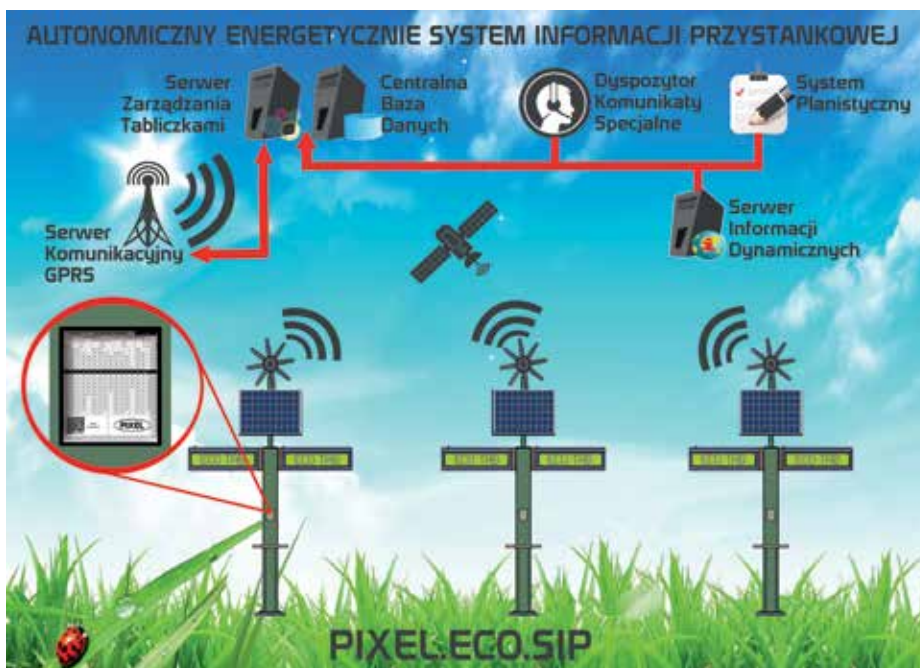 AUTONOMICZNY ENERGETYCZNIE SYSTEM INFORMACJI PRZYSTANKOWEJ
Serwer
Zarządzania
Tabliczkami
Centralna
Baza
Danych
Dyspozytor
Komunikaty
Specjalne
System
Planistyczny
Serwer
Komunikacyjny
GPRS
Serwer
Informacji
Dynamicznych
PIXEL
PIXEL.ECO.SIP